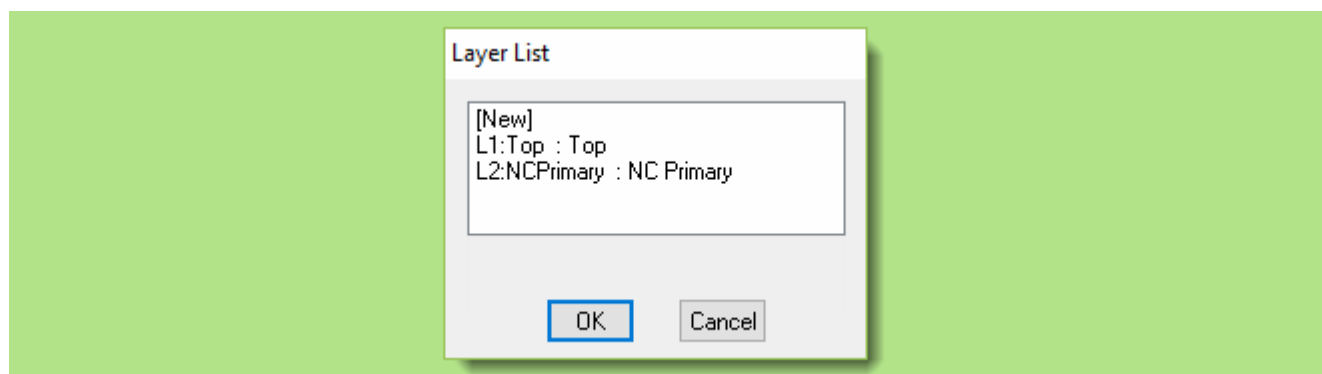 Layer List
[New]
L1:Top : Top
L2:NCPrimary : NC Primary
OK
Cancel